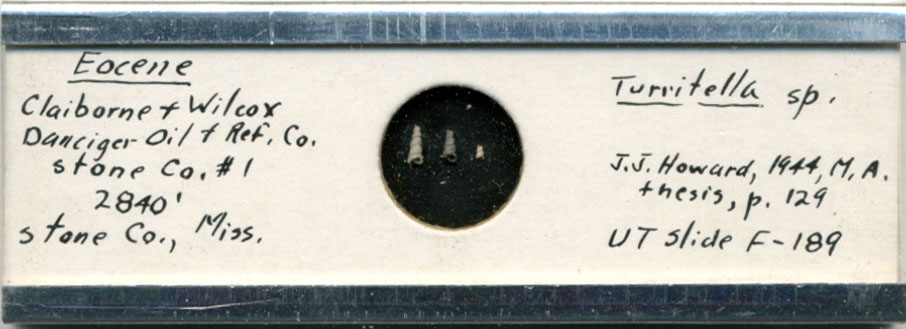 Eocene
Claiborne + Wilcox
Danciger Oil + Ref. Co.
Stone Co. #1
2840'
Stone Co., Miss.
Turritella sp.
J.J. Howard, 1944, M.A.
thesis, p. 129
UT Slide F-189